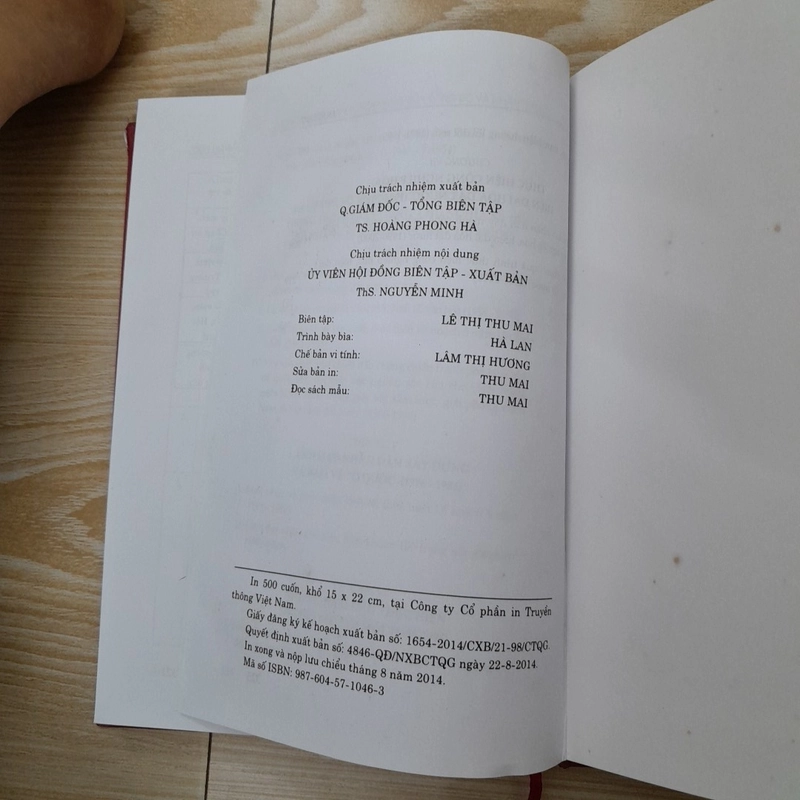 Chịu trách nhiệm xuất bản
Q.GIÁM ĐỐC - TỔNG BIÊN TẬP
TS. HOÀNG PHONG HÀ
Chịu trách nhiệm nội dung
ỦY VIÊN HỘI ĐỒNG BIÊN TẬP - XUẤT BẢN
ThS. NGUYỄN MINH
Biên tập: LÊ THỊ THU MAI
Trình bày bìa: HÀ LAN
Chế bản vi tính: LÂM THỊ HƯƠNG
Sửa bản in: THU MAI
Đọc sách mẫu: THU MAI
In 500 cuốn, khổ 15 x 22 cm, tại Công ty Cổ phần in Truyền
thông Việt Nam.
Giấy đăng ký kế hoạch xuất bản số: 1654-2014/CXB/21-98/CTQG.
Quyết định xuất bản số: 4846-QĐ/NXBCTQG ngày 22-8-2014.
In xong và nộp lưu chiểu tháng 8 năm 2014.
Mã số ISBN: 987-604-57-1046-3